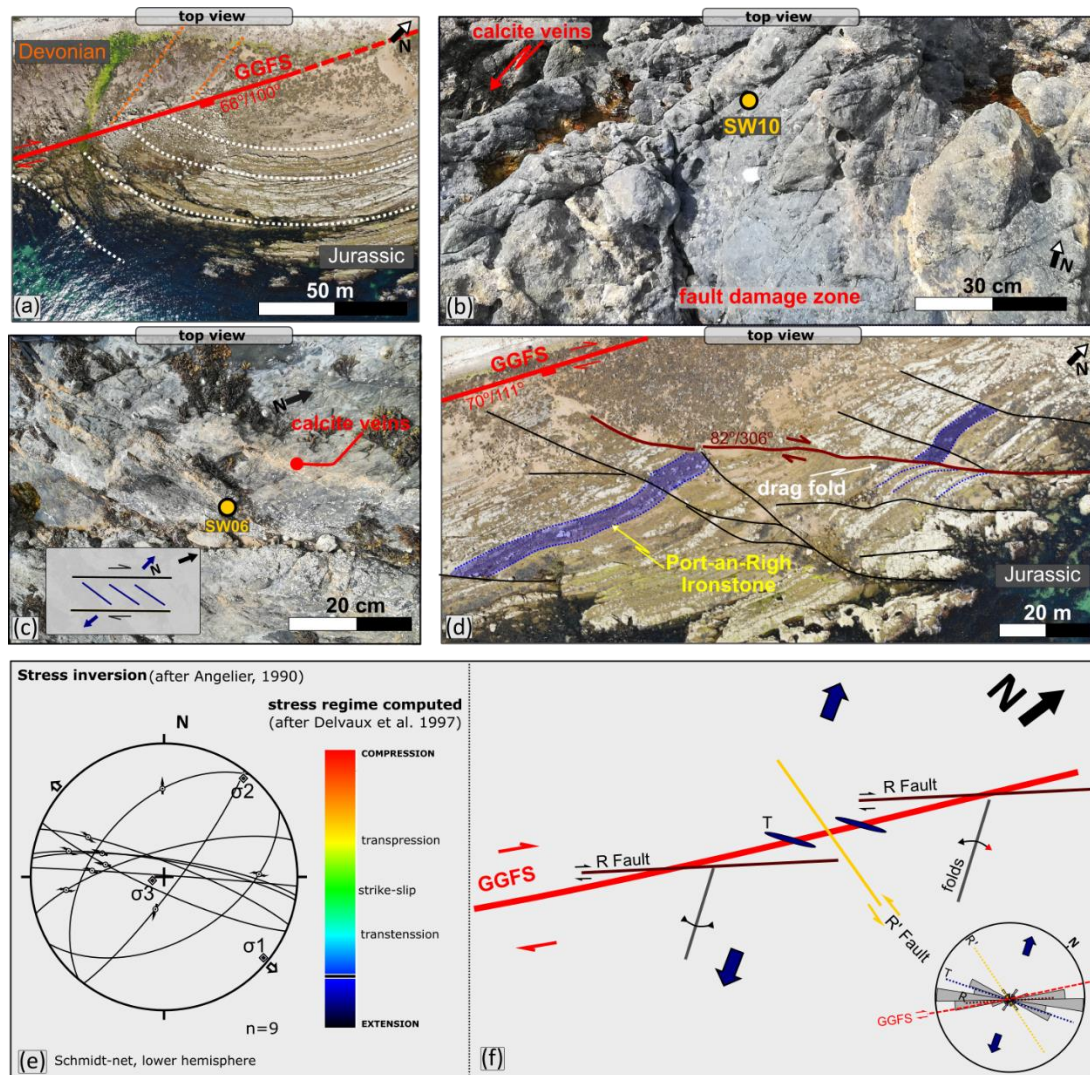 top view
Devonian
GGFS
66°/100°
N
Jurassic
50 m
(a)
top view
calcite veins
SW10
N
fault damage zone
30 cm
(b)
top view
N
calcite veins
SW06
N
20 cm
(c)
top view
N
GGFS
70°/111°
82°/306°
drag fold
Port-an-Righ
Ironstone
Jurassic
20 m
(d)
Stress inversion (after Angelier, 1990)
stress regime computed
(after Delvaux et al. 1997)
N
COMPRESSION
σ2
transpression
σ3
strike-slip
σ1
transtenssion
n=9
EXTENSION
(e)
Schmidt-net, lower hemisphere
N
R Fault
T
R Fault
GGFS
folds
R' Fault
N
R'
T
R
GGFS
(f)